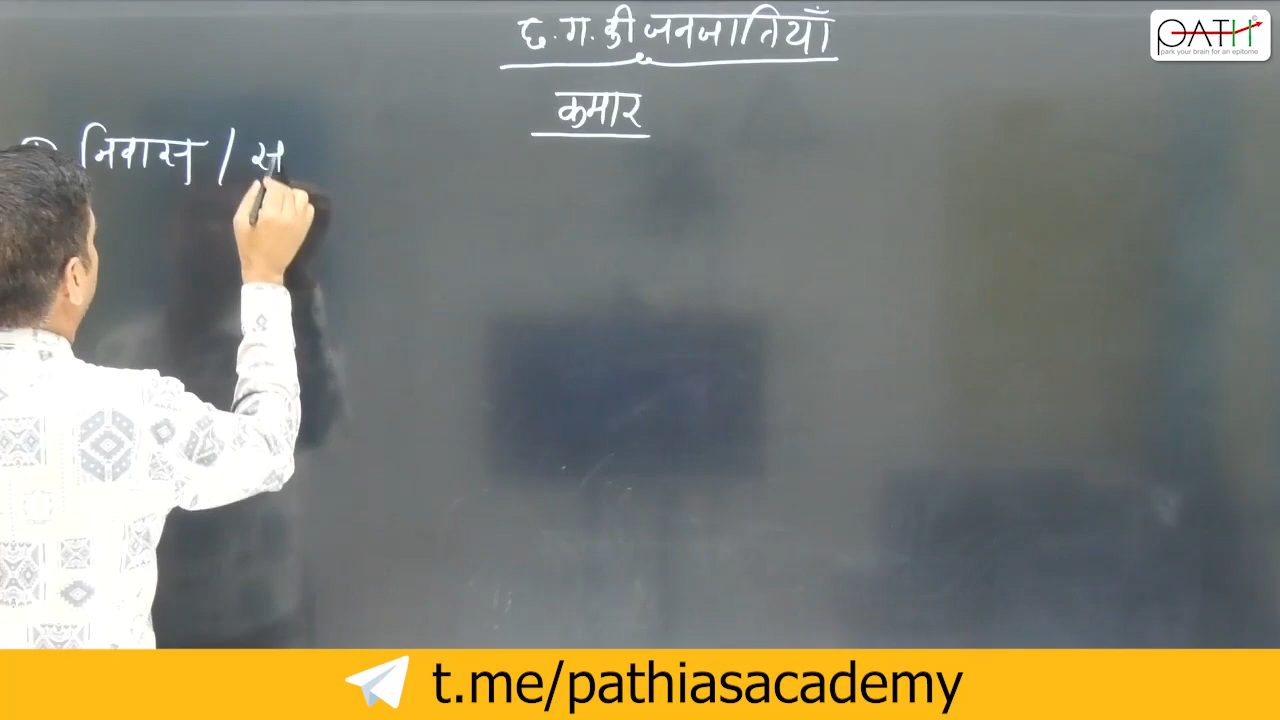 छ. ग. की जनजातियाँ
PATH
park your brain for an epitome
कमार
निवास / स
t.me/pathiasacademy